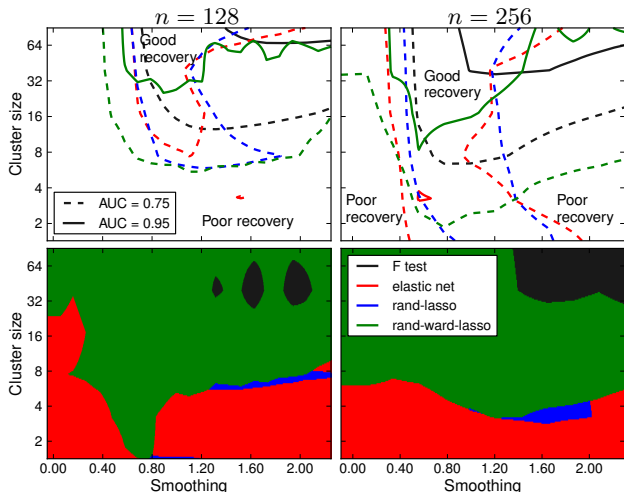 n = 128
n = 256
Cluster size
64
32
16
8
4
2
Good
recovery
AUC = 0.75
AUC = 0.95
Poor recovery
Good
recovery
Poor
recovery
Poor
recovery
Cluster size
64
32
16
8
4
2
0.00 0.40 0.80 1.20 1.60 2.00
Smoothing
F test
elastic net
rand-lasso
rand-ward-lasso
0.00 0.40 0.80 1.20 1.60 2.00
Smoothing